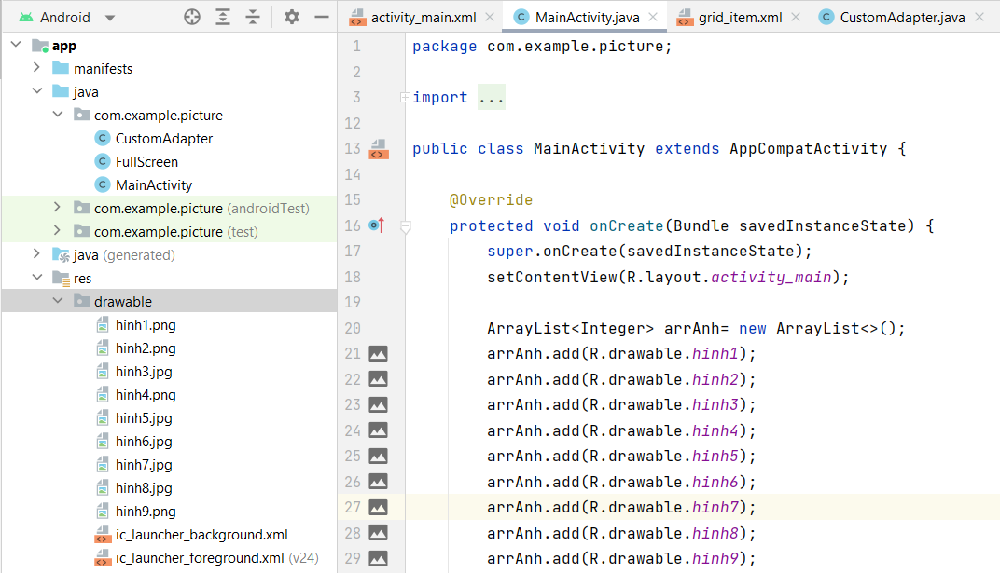 Android
app
manifests
java
com.example.picture
CustomAdapter
FullScreen
MainActivity
com.example.picture (androidTest)
com.example.picture (test)
java (generated)
res
drawable
hinh1.png
hinh2.png
hinh3.jpg
hinh4.png
hinh5.jpg
hinh6.jpg
hinh7.jpg
hinh8.jpg
hinh9.png
ic_launcher_background.xml
ic_launcher_foreground.xml (v24)
activity_main.xml MainActivity.java grid_item.xml CustomAdapter.java
1 package com.example.picture;
2
3 import ...
12
13 public class MainActivity extends AppCompatActivity {
14
15 @Override
16 protected void onCreate(Bundle savedInstanceState) {
17 super.onCreate(savedInstanceState);
18 setContentView(R.layout.activity_main);
19
20 ArrayList<Integer> arrAnh= new ArrayList<>();
21 arrAnh.add(R.drawable.hinh1);
22 arrAnh.add(R.drawable.hinh2);
23 arrAnh.add(R.drawable.hinh3);
24 arrAnh.add(R.drawable.hinh4);
25 arrAnh.add(R.drawable.hinh5);
26 arrAnh.add(R.drawable.hinh6);
27 arrAnh.add(R.drawable.hinh7);
28 arrAnh.add(R.drawable.hinh8);
29 arrAnh.add(R.drawable.hinh9);